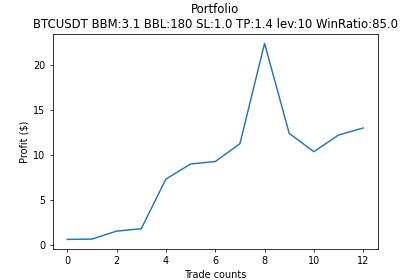 Portfolio
BTCUSDT BBM:3.1 BBL:180 SL:1.0 TP:1.4 lev:10 WinRatio:85.0
20
15
10
5
0
Profit ($)
0 2 4 6 8 10 12
Trade counts